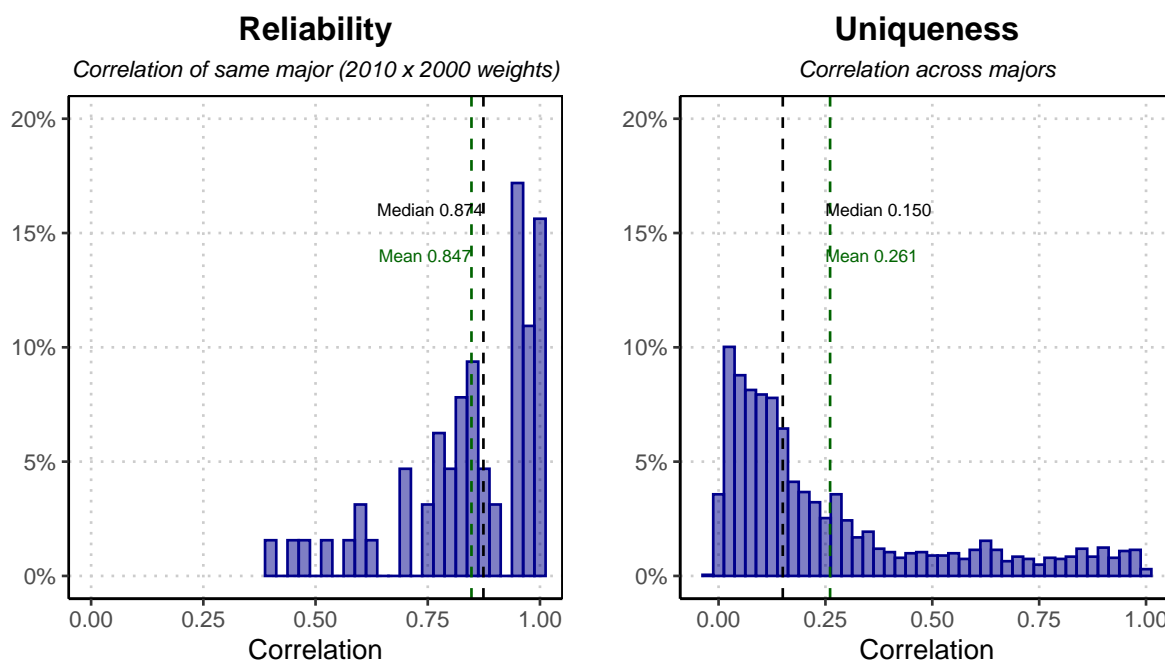 Reliability
Correlation of same major (2010 x 2000 weights)
20%
15%
10%
5%
0%
Median 0.874
Mean 0.847
0.00 0.25 0.50 0.75 1.00
Correlation
Uniqueness
Correlation across majors
20%
15%
10%
5%
0%
Median 0.150
Mean 0.261
0.00 0.25 0.50 0.75 1.00
Correlation